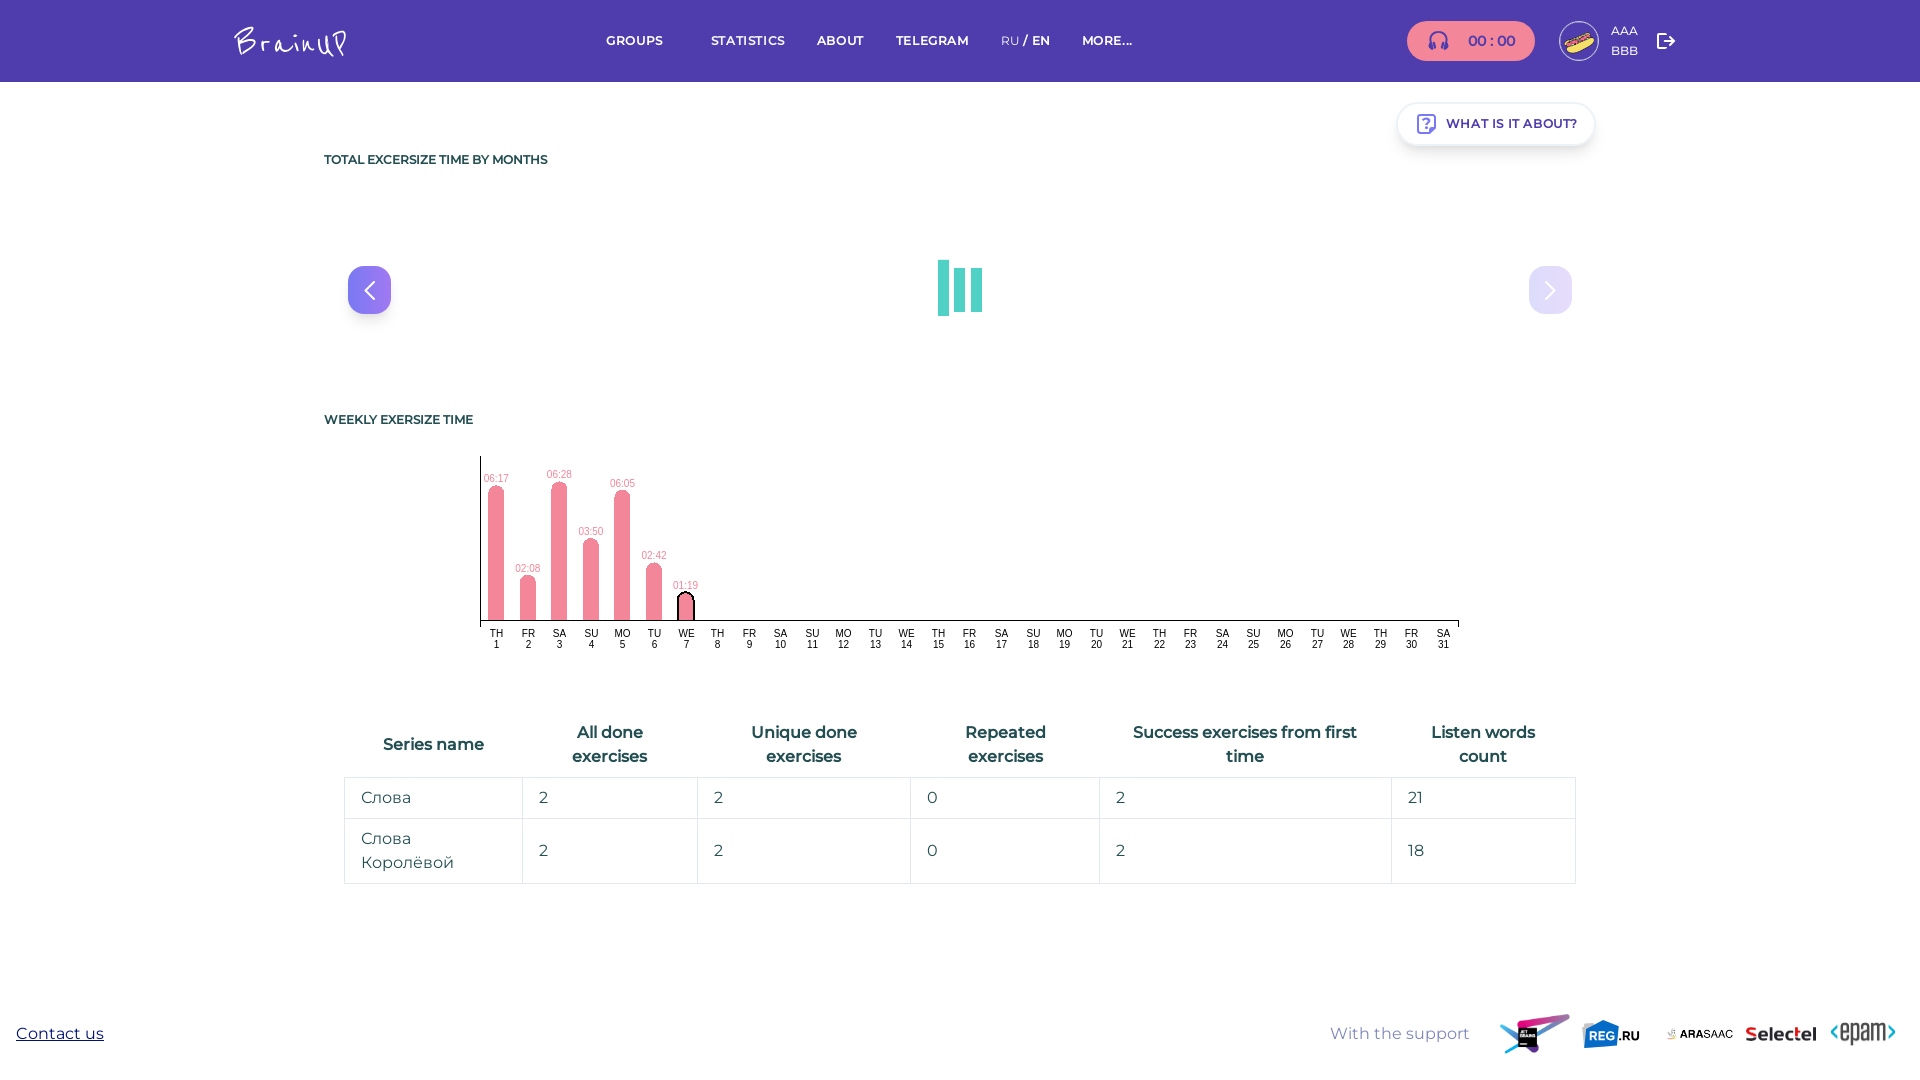 BrainUP
GROUPS
STATISTICS
ABOUT
TELEGRAM
RU / EN
MORE...
00 : 00
AAA
BBB
WHAT IS IT ABOUT?
TOTAL EXCERSIZE TIME BY MONTHS
WEEKLY EXERSIZE TIME
06:17 02:08 06:28 03:50 06:05 02:42 01:19
TH FR SA SU MO TU WE TH FR SA SU MO TU WE TH FR SA SU MO TU WE TH FR SA SU MO TU WE TH FR SA
1 2 3 4 5 6 7 8 9 10 11 12 13 14 15 16 17 18 19 20 21 22 23 24 25 26 27 28 29 30 31
Series name
All done
exercises
Unique done
exercises
Repeated
exercises
Success exercises from first
time
Listen words
count
Слова 2 2 0 2 21
Слова
Королёвой
2 2 0 2 18
Contact us
With the support
JET
BRAINS
REG.RU
ARASAAC
Selectel
<epam>